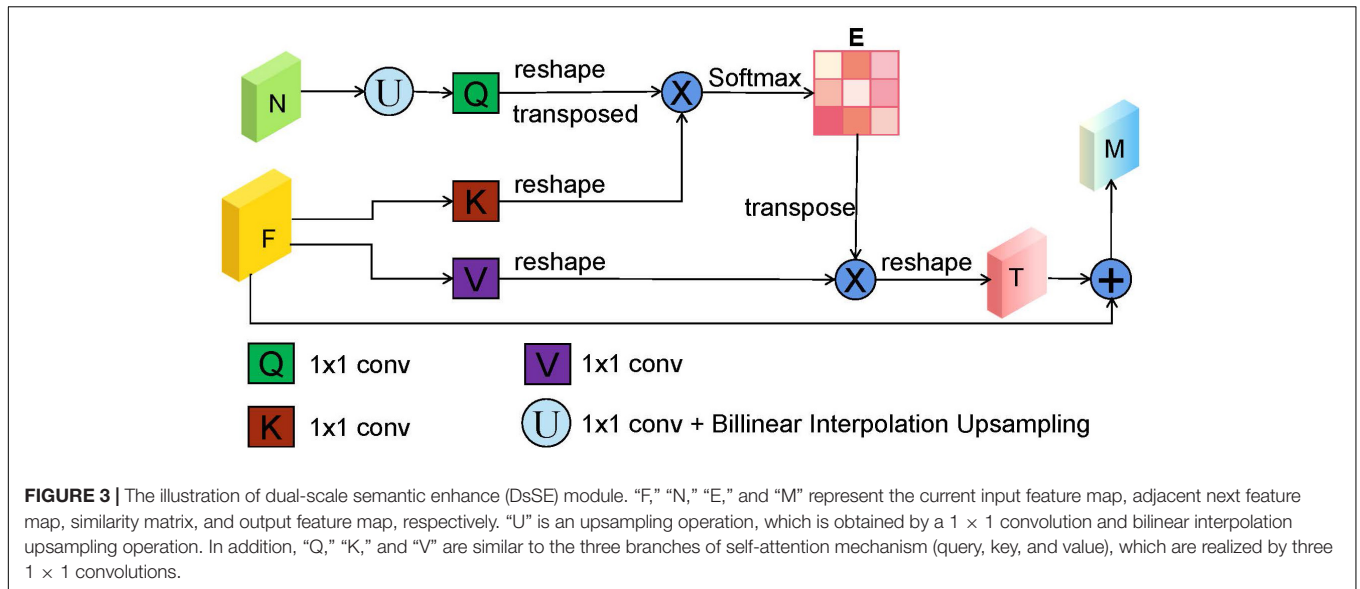 E
N
U
Q
reshape
transposed
X
Softmax
M
F
K
reshape
transpose
V
reshape
X
reshape
T
+
Q 1x1 conv
V 1x1 conv
K 1x1 conv
U 1x1 conv + Billinear Interpolation Upsampling
FIGURE 3 | The illustration of dual-scale semantic enhance (DsSE) module. “F,” “N,” “E,” and “M” represent the current input feature map, adjacent next feature
map, similarity matrix, and output feature map, respectively. “U” is an upsampling operation, which is obtained by a 1 × 1 convolution and bilinear interpolation
upsampling operation. In addition, “Q,” “K,” and “V” are similar to the three branches of self-attention mechanism (query, key, and value), which are realized by three
1 × 1 convolutions.